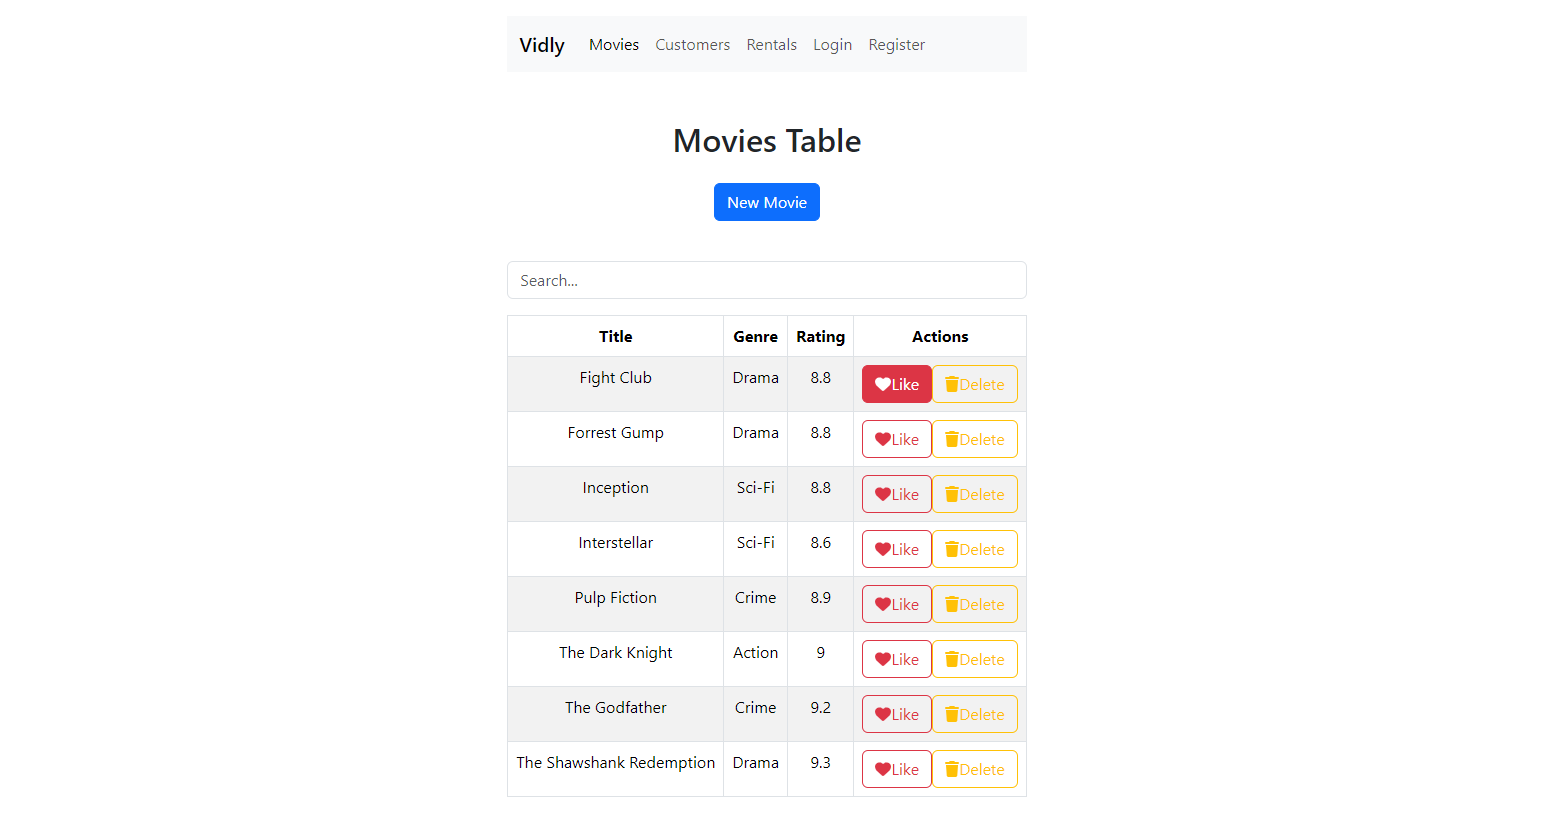 Vidly Movies Customers Rentals Login Register
Movies Table
New Movie
Search...
Title Genre Rating Actions
Fight Club Drama 8.8 Like Delete
Forrest Gump Drama 8.8 Like Delete
Inception Sci-Fi 8.8 Like Delete
Interstellar Sci-Fi 8.6 Like Delete
Pulp Fiction Crime 8.9 Like Delete
The Dark Knight Action 9 Like Delete
The Godfather Crime 9.2 Like Delete
The Shawshank Redemption Drama 9.3 Like Delete